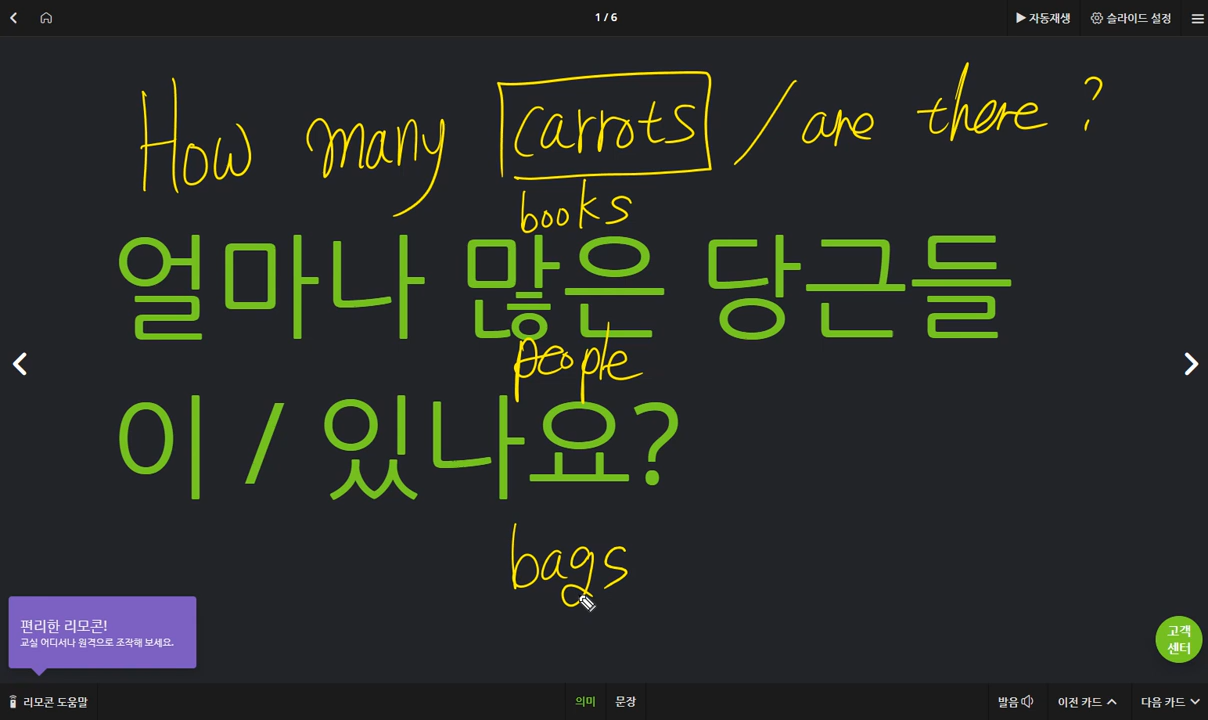 1 / 6
자동재생
슬라이드 설정
How many carrots / are there ?
books
얼마나 많은 당근들
people
이 / 있나요?
bags
편리한 리모콘!
교실 어디서나 원격으로 조작해 보세요.
고객
센터
리모콘 도움말
의미
문장
발음
이전 카드
다음 카드